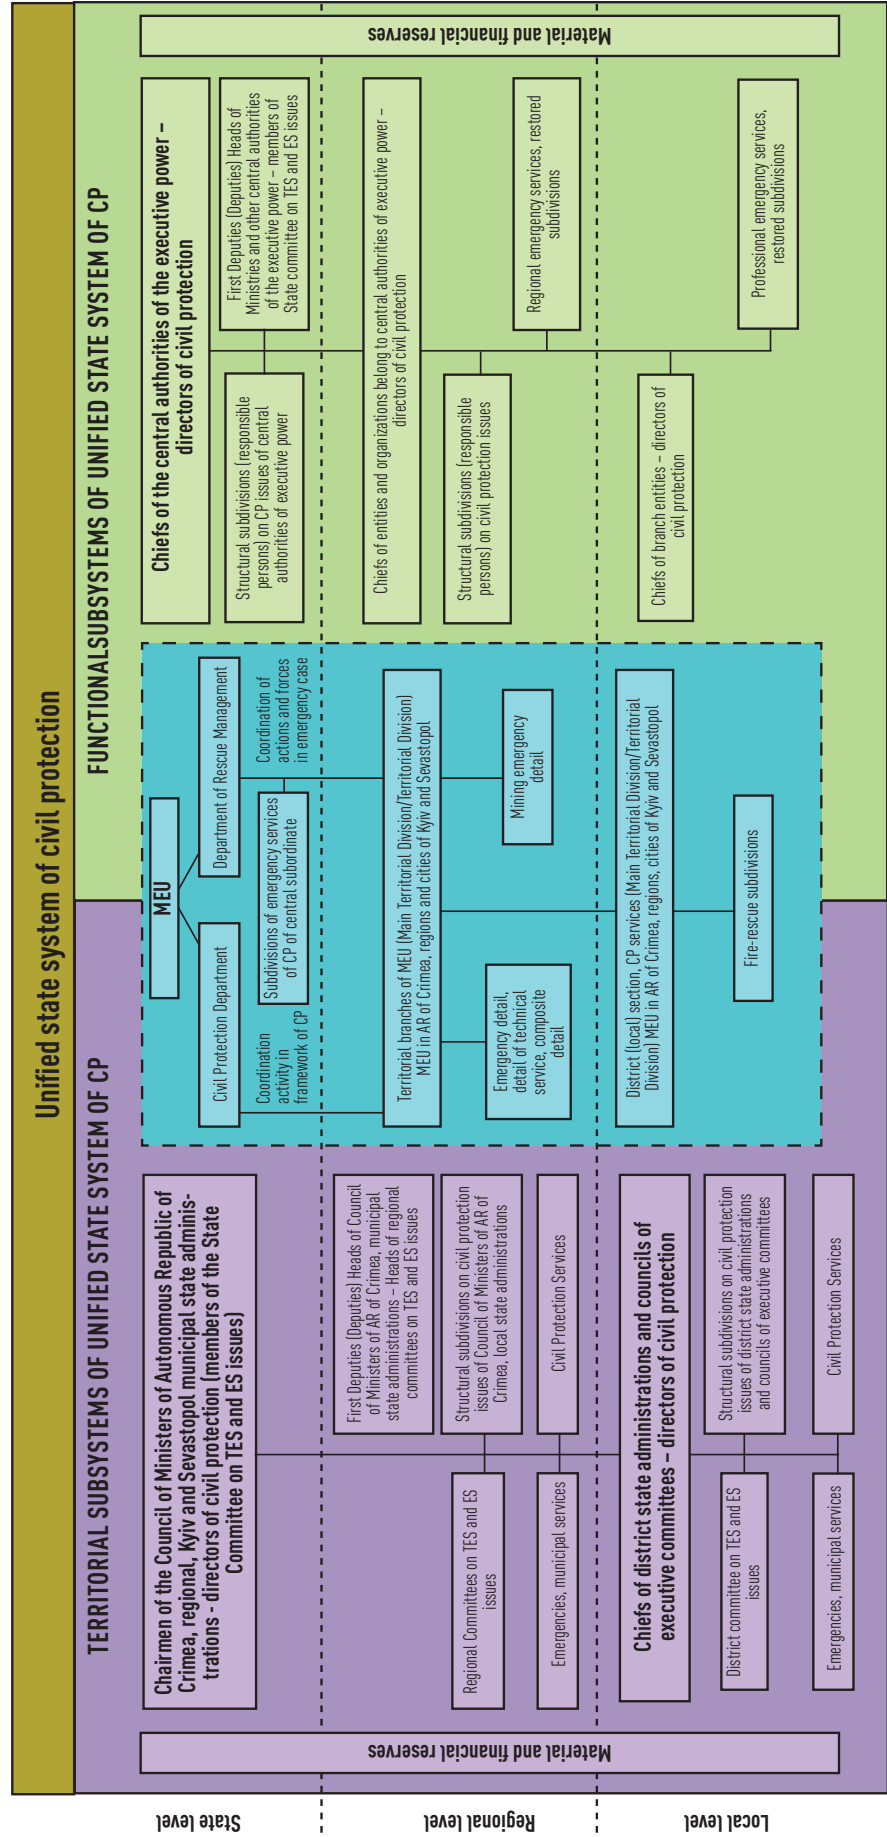 Unified state system of civil protection
TERRITORIAL SUBSYSTEMS OF UNIFIED STATE SYSTEM OF CP
FUNCTIONALSUBSYSTEMS OF UNIFIED STATE SYSTEM OF CP
State level
Regional level
Local level
Material and financial reserves
Chairmen of the Council of Ministers of Autonomous Republic of
Crimea, regional, Kyiv and Sevastopol municipal state adminis-
trations - directors of civil protection (members of the State
Committee on TES and ES issues)
First Deputies (Deputies) Heads of Council
of Ministers of AR of Crimea, municipal
state administrations – Heads of regional
committees on TES and ES issues
Regional Committees on TES and ES
issues
Structural subdivisions on civil protection
issues of Council of Ministers of AR of
Crimea, local state administrations
Emergencies, municipal services
Civil Protection Services
Chiefs of district state administrations and councils of
executive committees – directors of civil protection
District committee on TES and ES
issues
Structural subdivisions on civil protection
issues of district state administrations
and councils of executive committees
Emergencies, municipal services
Civil Protection Services
MEU
Civil Protection Department
Department of Rescue Management
Coordination
activity in
framework of CP
Subdivisions of emergency services
of CP of central subordinate
Coordination of
actions and forces
in emergency case
Territorial branches of MEU (Main Territorial Division/Territorial Division)
MEU in AR of Crimea, regions and cities of Kyiv and Sevastopol
Emergency detail,
detail of technical
service, composite
detail
Mining emergency
detail
District (local) section, CP services (Main Territorial Division/Territorial
Division) MEU in AR of Crimea, regions, cities of Kyiv and Sevastopol
Fire-rescue subdivisions
Chiefs of the central authorities of the executive power –
directors of civil protection
Structural subdivisions (responsible
persons) on CP issues of central
authorities of executive power
First Deputies (Deputies) Heads of
Ministries and other central authorities
of the executive power – members of
State committee on TES and ES issues
Chiefs of entities and organizations belong to central authorities of executive power –
directors of civil protection
Structural subdivisions (responsible
persons) on civil protection issues)
Regional emergency services, restored
subdivisions
Chiefs of branch entities – directors of
civil protection
Professional emergency services,
restored subdivisions
Material and financial reserves